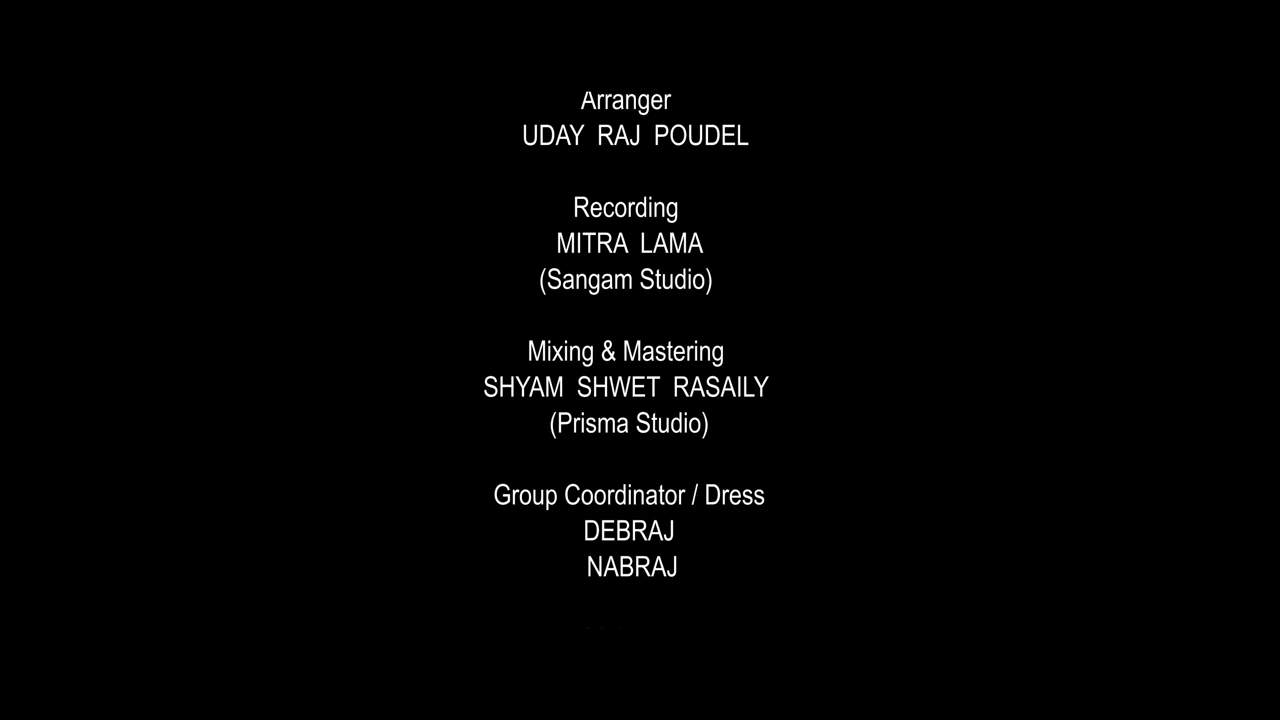 Arranger
UDAY RAJ POUDEL
Recording
MITRA LAMA
(Sangam Studio)
Mixing & Mastering
SHYAM SHWET RASAILY
(Prisma Studio)
Group Coordinator / Dress
DEBRAJ
NABRAJ